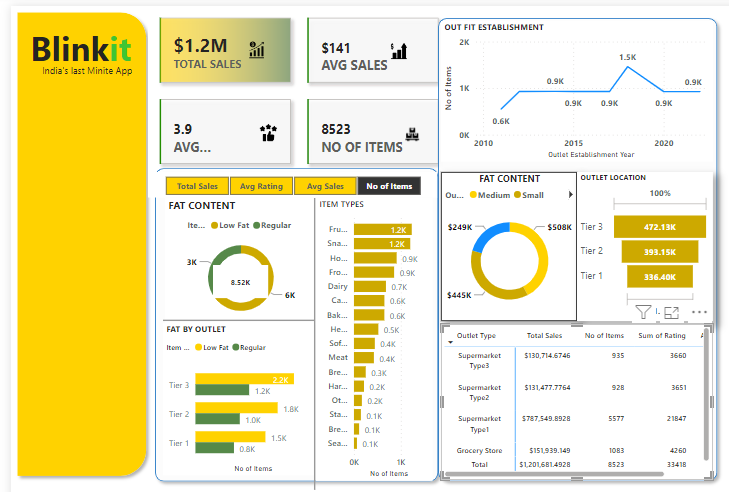 Blinkit
India's last Minite App
$1.2M
TOTAL SALES
$141
AVG SALES
3.9
AVG...
8523
NO OF ITEMS
OUT FIT ESTABLISHMENT
2K
1K
0K
No of Items
0.6K
0.9K
0.9K
0.9K
1.5K
0.9K
0.9K
2010
2015
2020
Outlet Establishment Year
Total Sales
Avg Rating
Avg Sales
No of Items
FAT CONTENT
Ite... Low Fat Regular
3K
8.52K
6K
FAT BY OUTLET
Item ... Low Fat Regular
Tier 3
2.2K
1.2K
Tier 2
1.8K
1.0K
Tier 1
1.5K
0.8K
No of Items
ITEM TYPES
Fru... 1.2K
Sna... 1.2K
Ho... 0.9K
Fro... 0.9K
Dairy 0.7K
Ca... 0.6K
Bak... 0.6K
He... 0.5K
Sof... 0.4K
Meat 0.4K
Bre... 0.3K
Har... 0.2K
Ot... 0.2K
Sta... 0.1K
Bre... 0.1K
Sea... 0.1K
0K 1K
No of Items
FAT CONTENT
Ou... Medium Small
$249K
$508K
$445K
OUTLET LOCATION
100%
Tier 3 472.13K
Tier 2 393.15K
Tier 1 336.40K
Outlet Type Total Sales No of Items Sum of Rating A
Supermarket Type3 $130,714.6746 935 3660
Supermarket Type2 $131,477.7764 928 3651
Supermarket Type1 $787,549.8928 5577 21847
Grocery Store $151,939.149 1083 4260
Total $1,201,681.4928 8523 33418